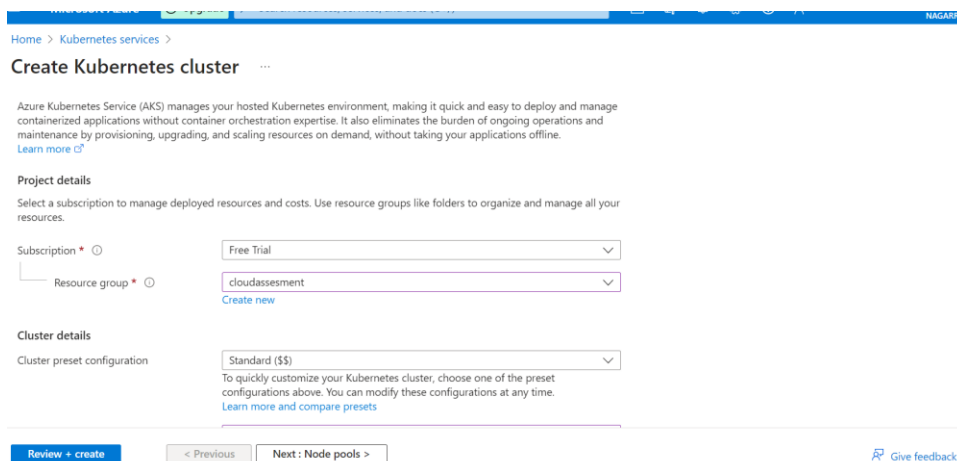 Home > Kubernetes services >
Create Kubernetes cluster ...
Azure Kubernetes Service (AKS) manages your hosted Kubernetes environment, making it quick and easy to deploy and manage
containerized applications without container orchestration expertise. It also eliminates the burden of ongoing operations and
maintenance by provisioning, upgrading, and scaling resources on demand, without taking your applications offline.
Learn more
Project details
Select a subscription to manage deployed resources and costs. Use resource groups like folders to organize and manage all your
resources.
Subscription * Free Trial
Resource group * cloudassesment
Create new
Cluster details
Cluster preset configuration Standard ($$)
To quickly customize your Kubernetes cluster, choose one of the preset
configurations above. You can modify these configurations at any time.
Learn more and compare presets
Review + create < Previous Next : Node pools > Give feedback